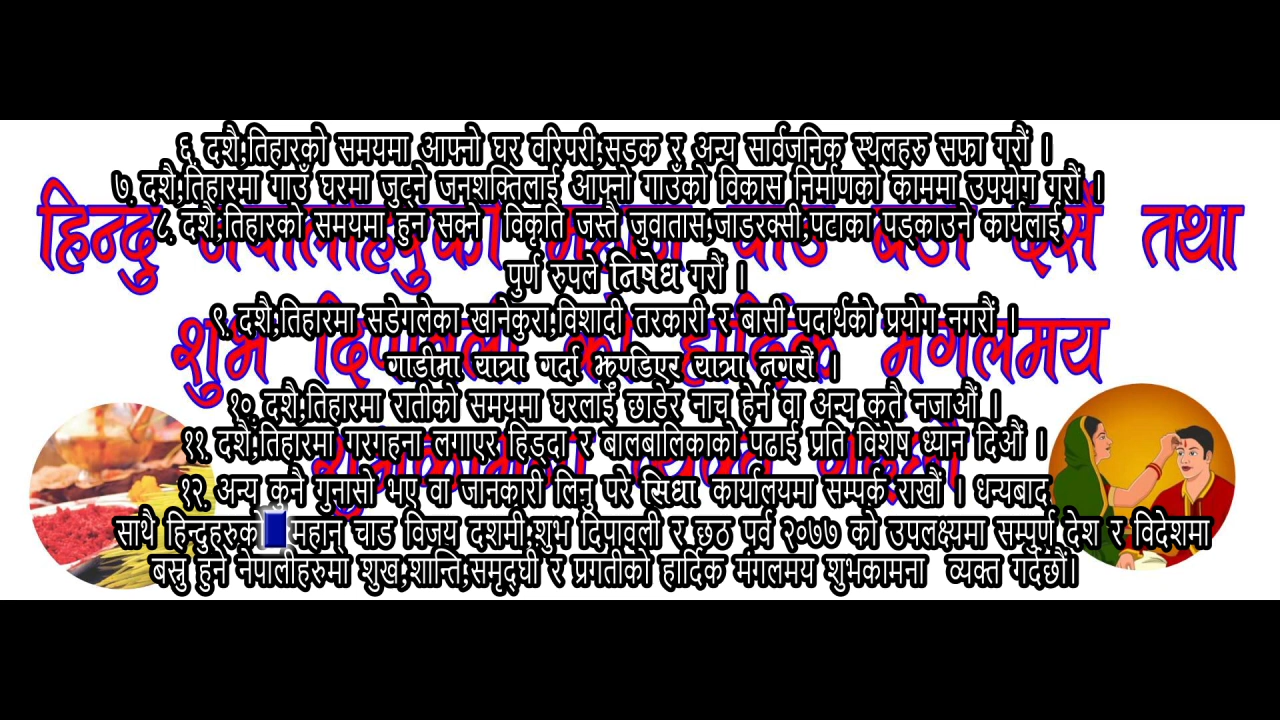 ६. दशै,तिहारको समयमा आफ्नो घर वरिपरी,सडक र अन्य सार्वजनिक स्थलहरु सफा गरौं ।
७. दशै,तिहारमा गाउँ घरमा जुट्ने जनशक्तिलाई आफ्नो गाउँको विकास निर्माणको काममा उपयोग गरौं ।
८. दशै,तिहारको समयमा हुन सक्ने विकृति जस्तै जुवातास,जाडरक्सी,पटाका पड्काउने कार्यलाई
पुर्ण रुपले निषेध गरौं ।
९. दशै,तिहारमा सडेगलेका खानेकुरा,विशादी तरकारी र बासी पदार्थको प्रयोग नगरौं ।
गाडीमा यात्रा गर्दा झुण्डिएर यात्रा नगरौ ।
१०. दशै,तिहारमा रातीको समयमा घरलाई छाडेर नाच हेर्न वा अन्य कतै नजाऔं ।
११. दशै,तिहारमा गरगहना लगाएर हिड्दा र बालबालिकाको पढाई प्रति विशेष ध्यान दिऔं ।
१२. अन्य कुनै गुनासो भए वा जानकारी लिनु परे सिधा कार्यालयमा सम्पर्क राखौं । धन्यबाद
साथै हिन्दुहरुको महान् चाड विजय दशमी,शुभ दिपावली र छठ पर्व २०७७ को उपलक्ष्यमा सम्पुर्ण देश र विदेशमा
बस्नु हुने नेपालीहरुमा शुख,शान्ति,समृद्घी र प्रगतीको हार्दिक मंगलमय शुभकामना व्यक्त गर्दछौं।
हिन्दु तथा
शुभ मंगलमय